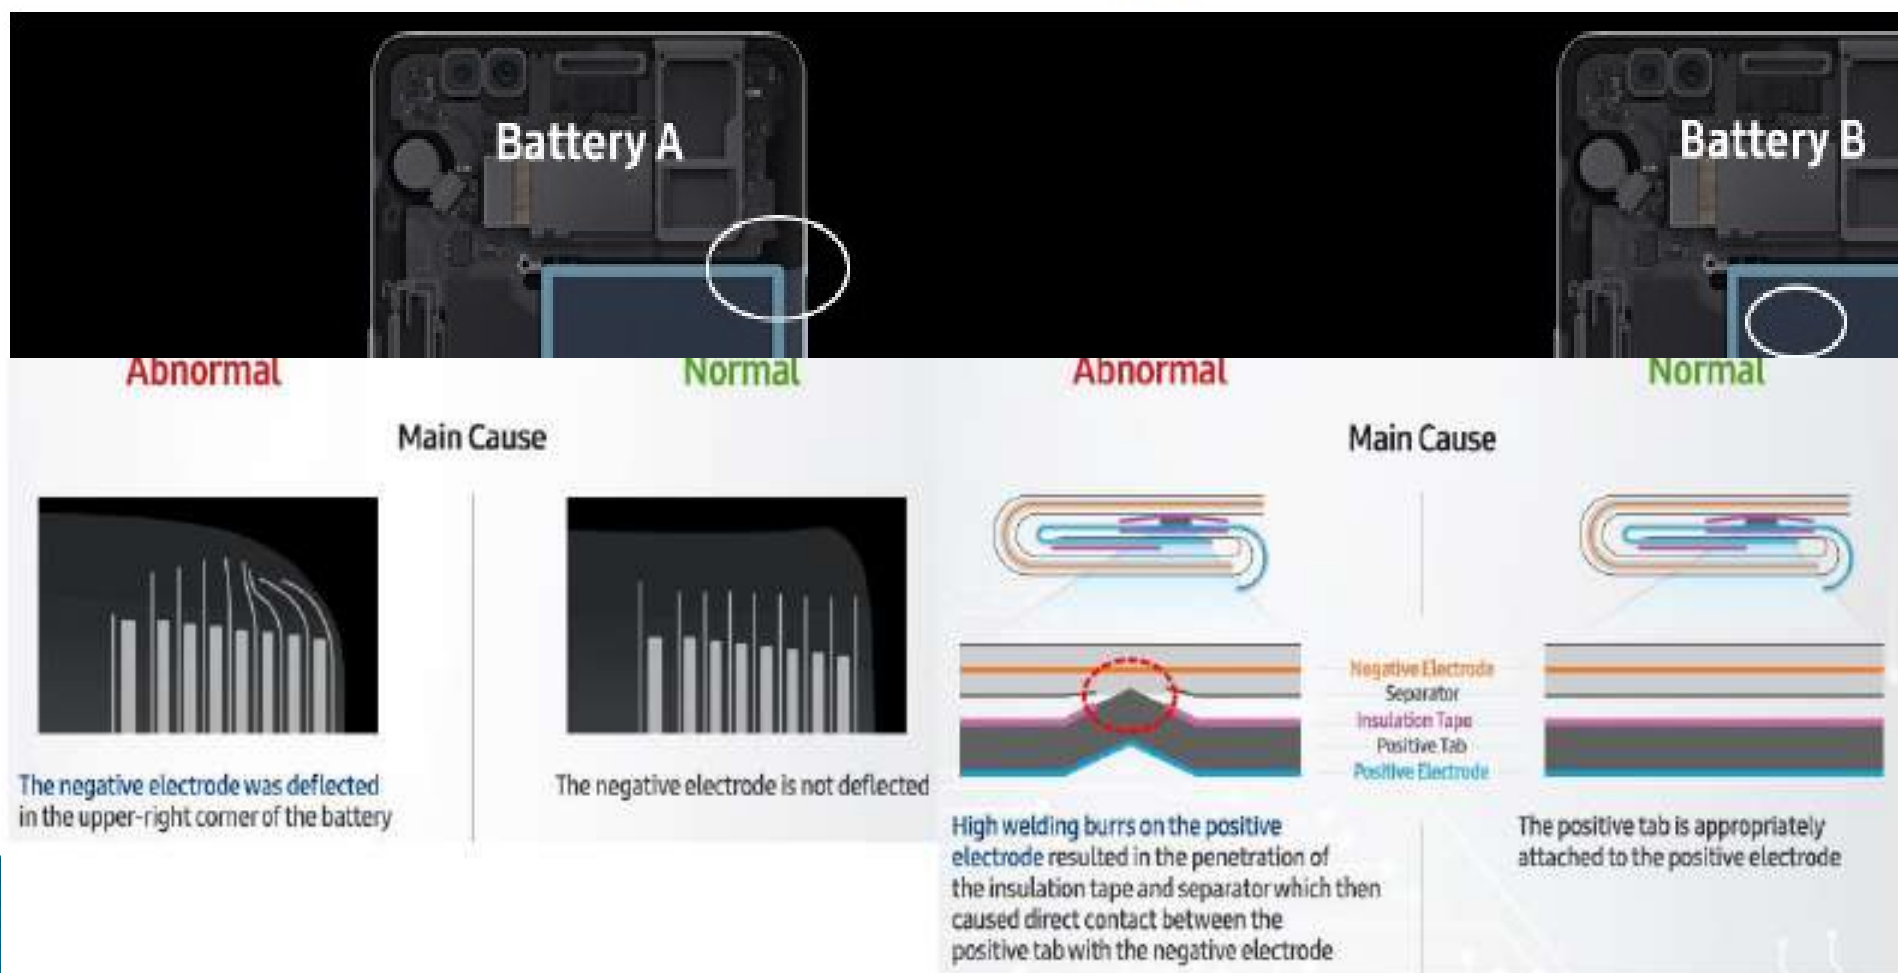 Battery A
Battery B
Abnormal
Normal
Main Cause
The negative electrode was deflected
in the upper-right corner of the battery
The negative electrode is not deflected
Abnormal
Normal
Main Cause
Negative Electrode
Separator
Insulation Tape
Positive Tab
Positive Electrode
High welding burrs on the positive
electrode resulted in the penetration of
the insulation tape and separator which then
caused direct contact between the
positive tab with the negative electrode
The positive tab is appropriately
attached to the positive electrode